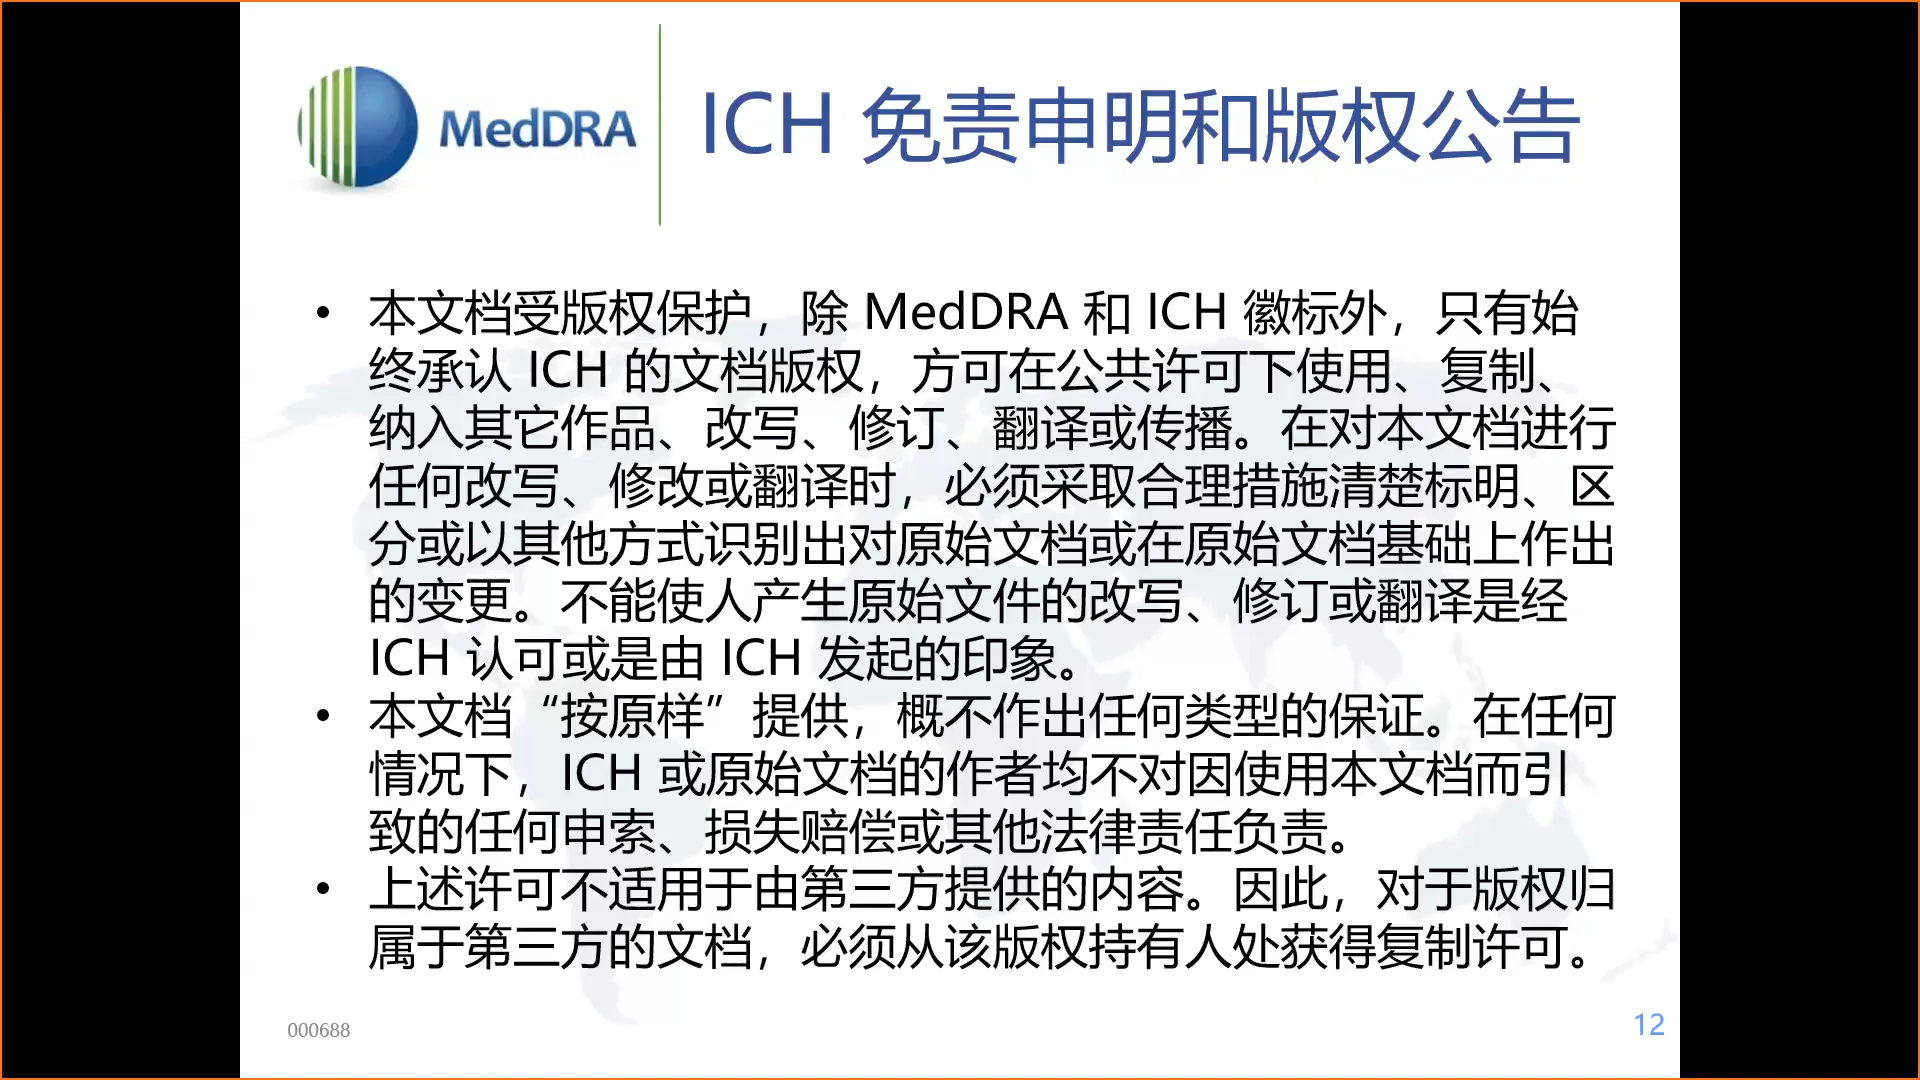 MedDRA
ICH 免责申明和版权公告
• 本文档受版权保护，除 MedDRA 和 ICH 徽标外，只有始
终承认 ICH 的文档版权，方可在公共许可下使用、复制、
纳入其它作品、改写、修订、翻译或传播。在对本文档进行
任何改写、修改或翻译时，必须采取合理措施清楚标明、区
分或以其他方式识别出对原始文档或在原始文档基础上作出
的变更。不能使人产生原始文件的改写、修订或翻译是经
ICH 认可或是由 ICH 发起的印象。
• 本文档“按原样”提供，概不作出任何类型的保证。在任何
情况下，ICH 或原始文档的作者均不对因使用本文档而引
致的任何申索、损失赔偿或其他法律责任负责。
• 上述许可不适用于由第三方提供的内容。因此，对于版权归
属于第三方的文档，必须从该版权持有人处获得复制许可。
000688
12